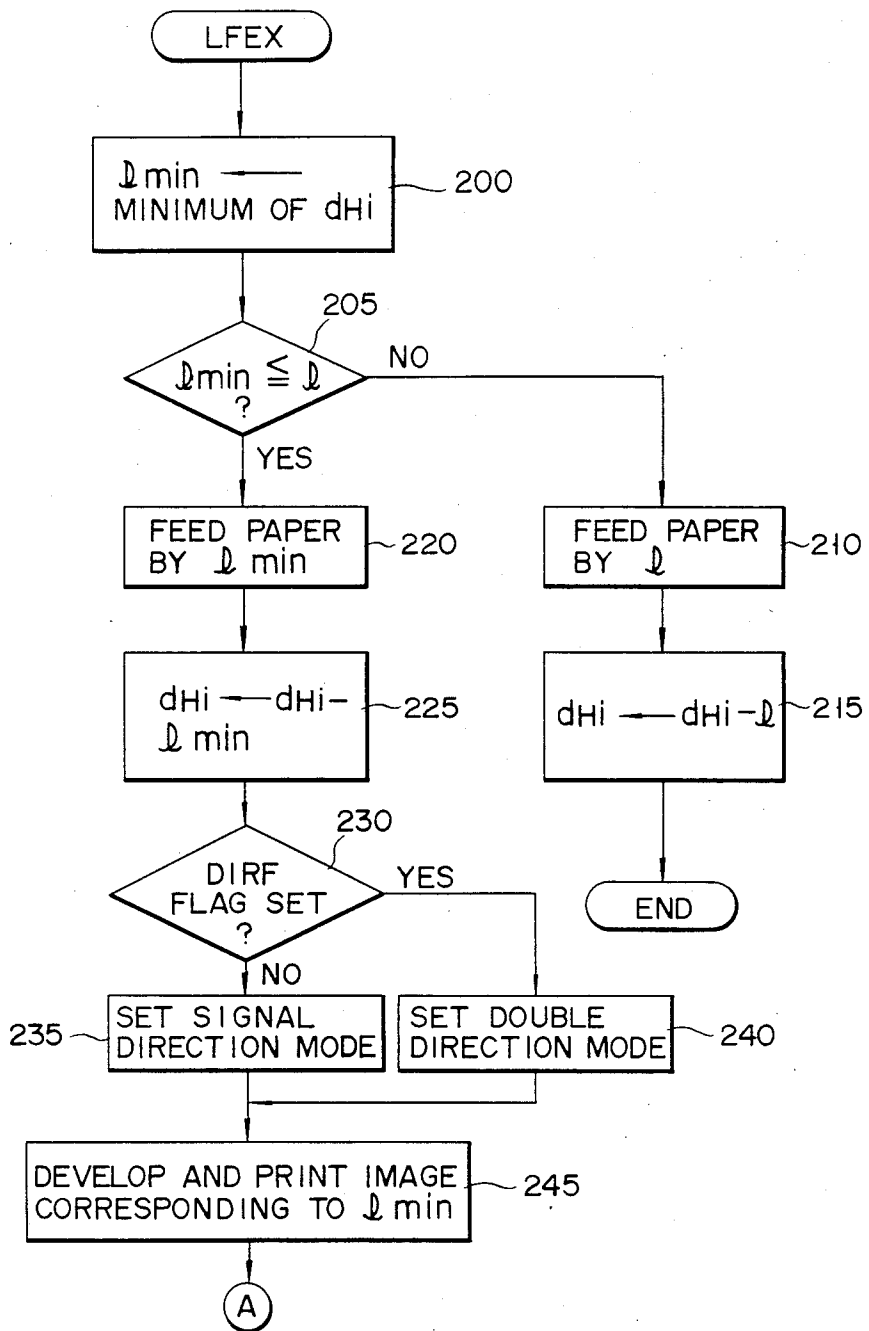 LFEX
ℓ min ←
MINIMUM OF dHi
200
205
ℓ min ≦ ℓ
?
NO
YES
FEED PAPER
BY ℓ min
220
FEED PAPER
BY ℓ
210
dHi ← dHi-
ℓ min
225
dHi ← dHi-ℓ
215
230
DIRF
FLAG SET
?
YES
END
NO
235
SET SIGNAL
DIRECTION MODE
SET DOUBLE
DIRECTION MODE
240
DEVELOP AND PRINT IMAGE
CORRESPONDING TO ℓ min
245
A